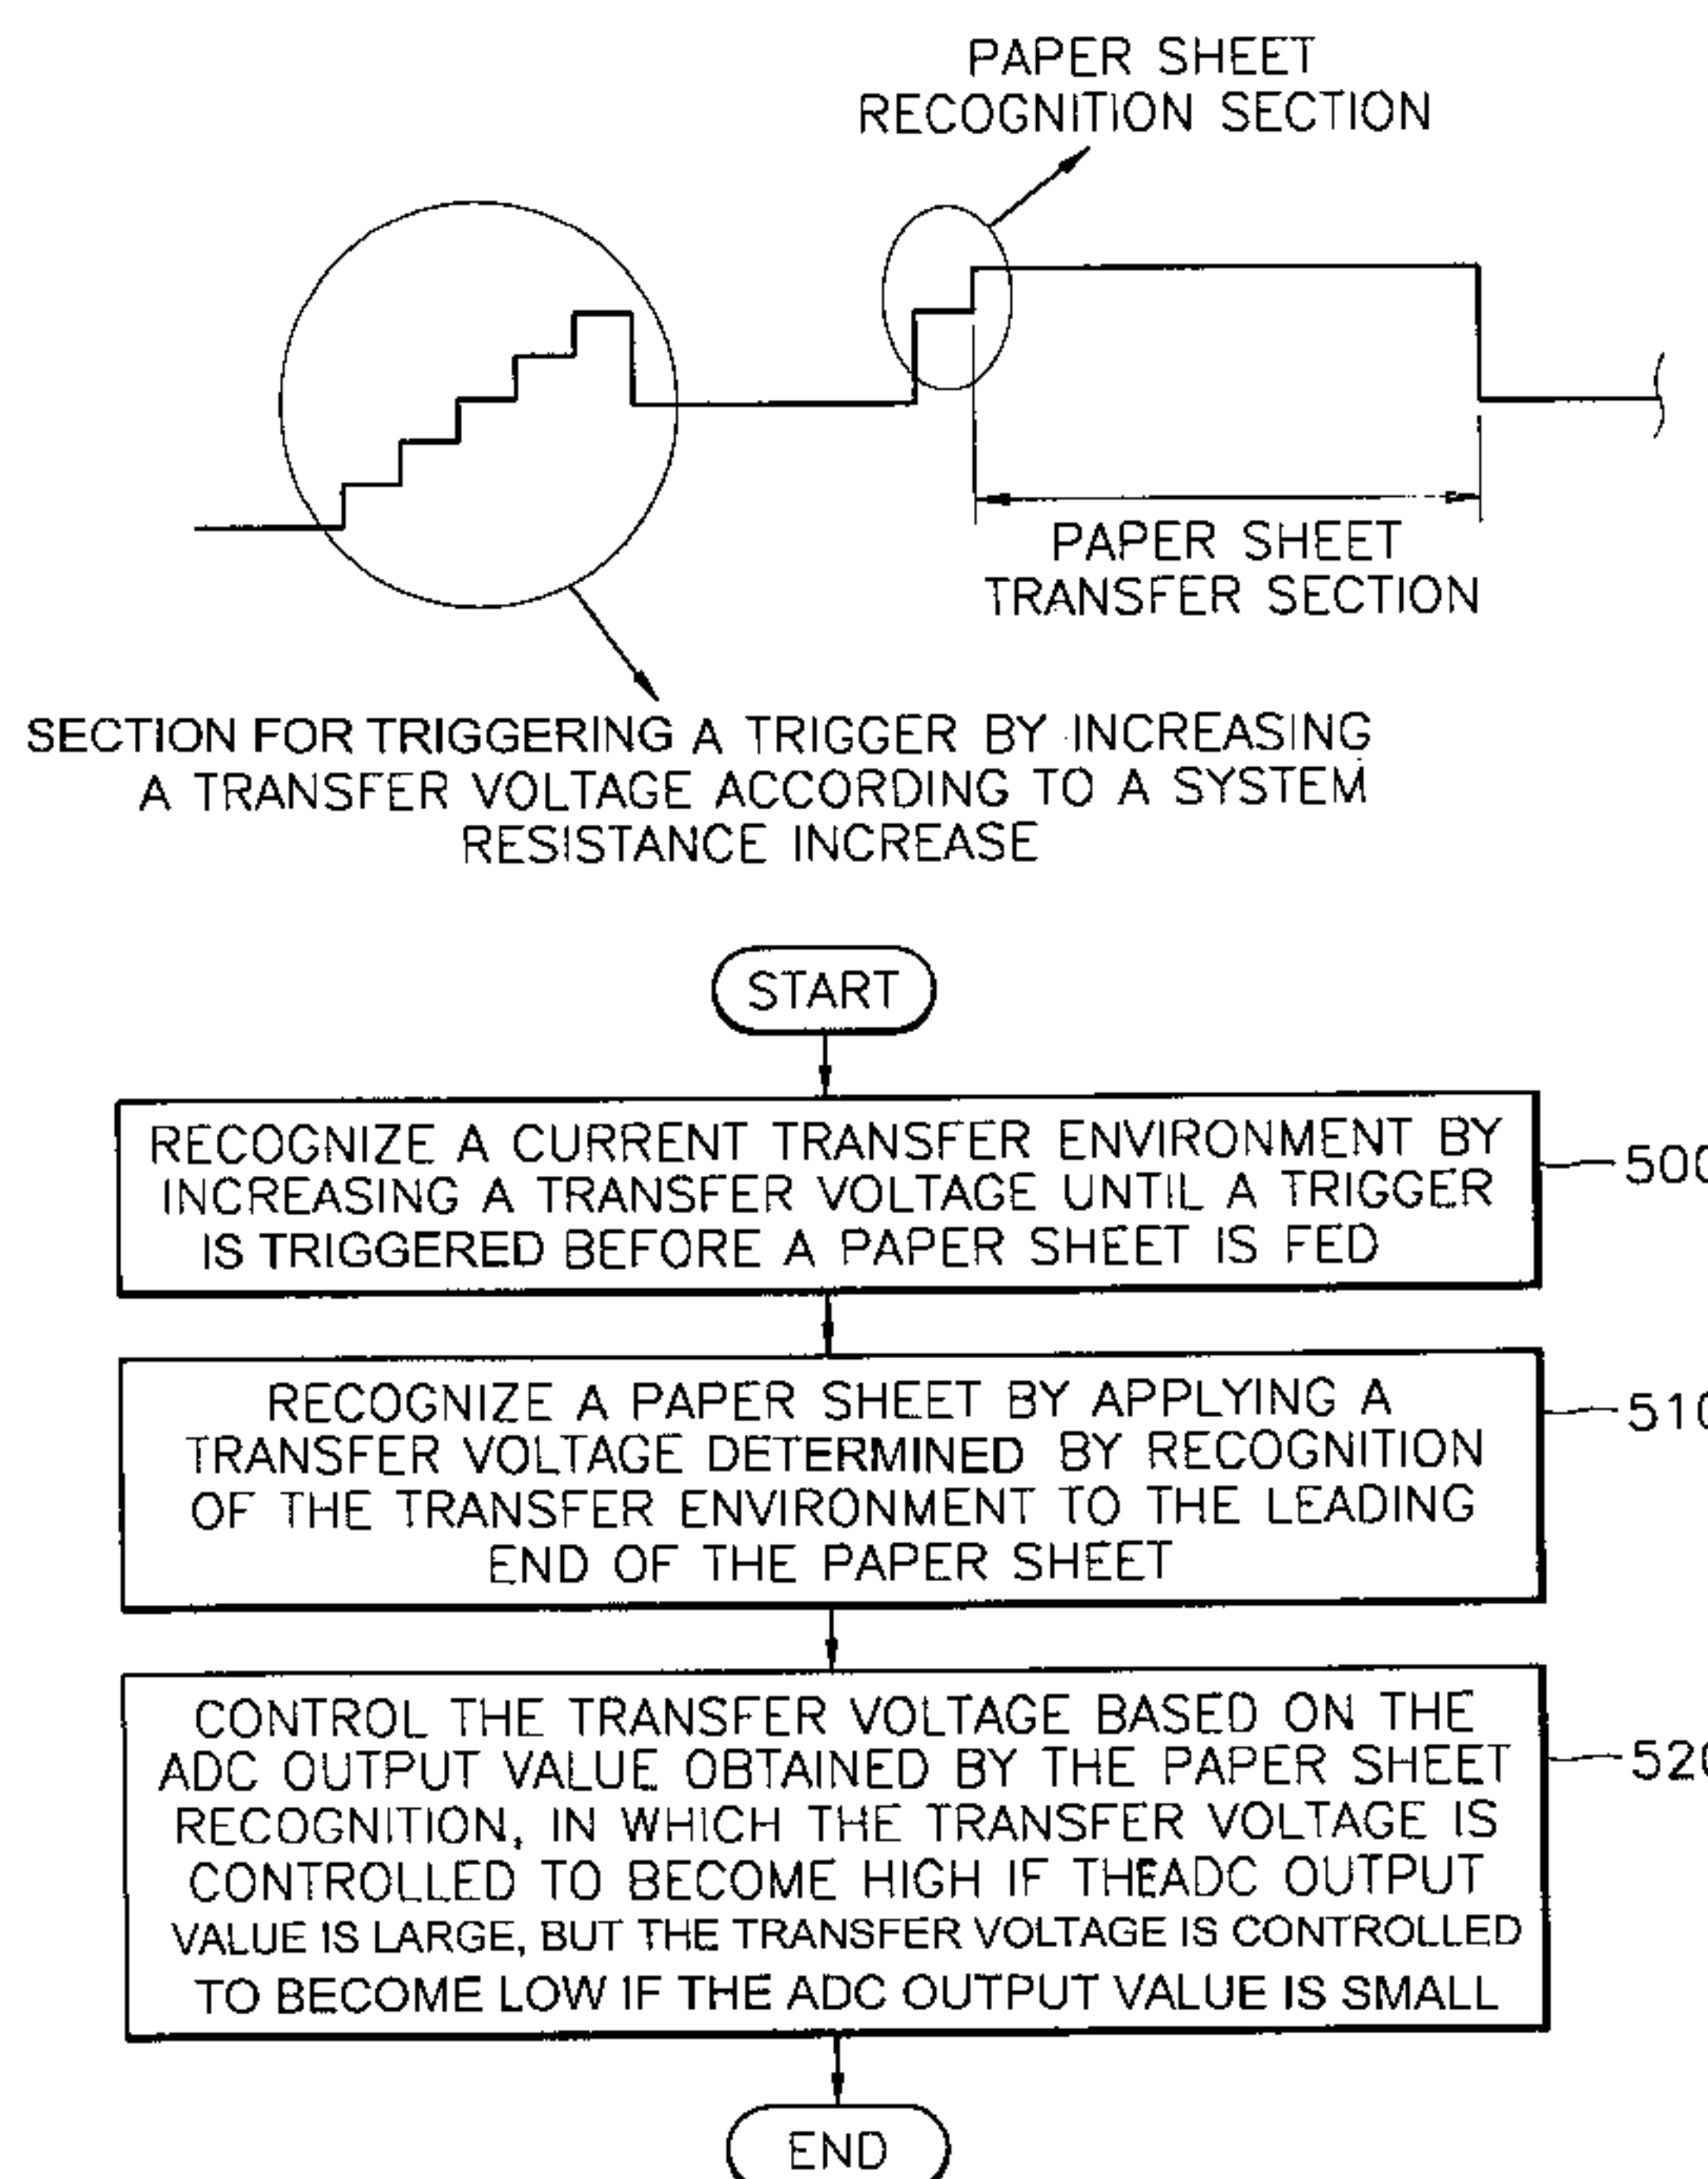 PAPER SHEET
RECOGNITION SECTION
PAPER SHEET
TRANSFER SECTION
SECTION FOR TRIGGERING A TRIGGER BY INCREASING
A TRANSFER VOLTAGE ACCORDING TO A SYSTEM
RESISTANCE INCREASE
START
RECOGNIZE A CURRENT TRANSFER ENVIRONMENT BY
INCREASING A TRANSFER VOLTAGE UNTIL A TRIGGER
IS TRIGGERED BEFORE A PAPER SHEET IS FED
500
RECOGNIZE A PAPER SHEET BY APPLYING A
TRANSFER VOLTAGE DETERMINED BY RECOGNITION
OF THE TRANSFER ENVIRONMENT TO THE LEADING
END OF THE PAPER SHEET
510
CONTROL THE TRANSFER VOLTAGE BASED ON THE
ADC OUTPUT VALUE OBTAINED BY THE PAPER SHEET
RECOGNITION, IN WHICH THE TRANSFER VOLTAGE IS
CONTROLLED TO BECOME HIGH IF THE ADC OUTPUT
VALUE IS LARGE, BUT THE TRANSFER VOLTAGE IS CONTROLLED
TO BECOME LOW IF THE ADC OUTPUT VALUE IS SMALL
520
END